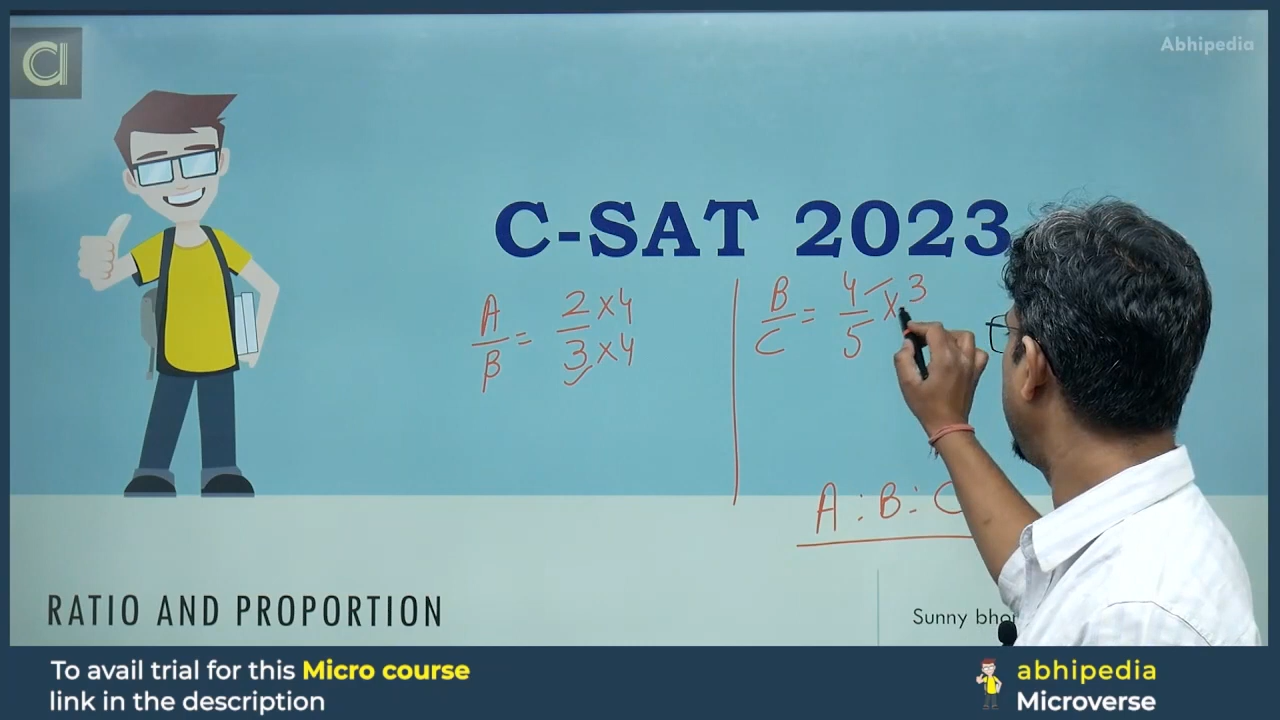 a
Abhipedia
C-SAT 2023
A/B = 2×4/3×4
B/C = 4×3/5
A : B : C
RATIO AND PROPORTION
Sunny
To avail trial for this Micro course
link in the description
abhipedia
Microverse